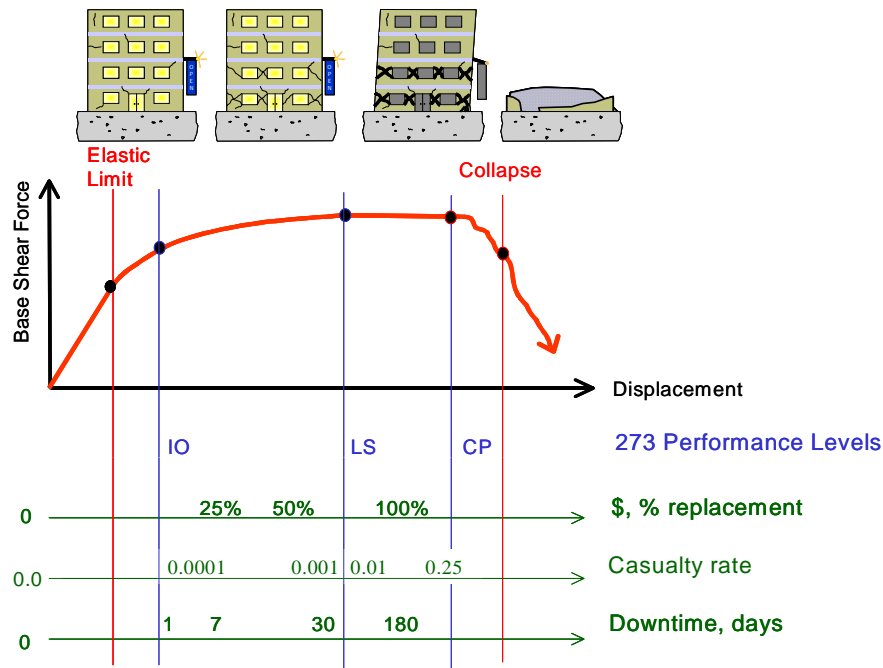 OPEN
OPEN
Elastic
Limit
Collapse
Base Shear Force
Displacement
IO LS CP 273 Performance Levels
0 25% 50% 100% $, % replacement
0.0 0.0001 0.001 0.01 0.25 Casualty rate
0 1 7 30 180 Downtime, days